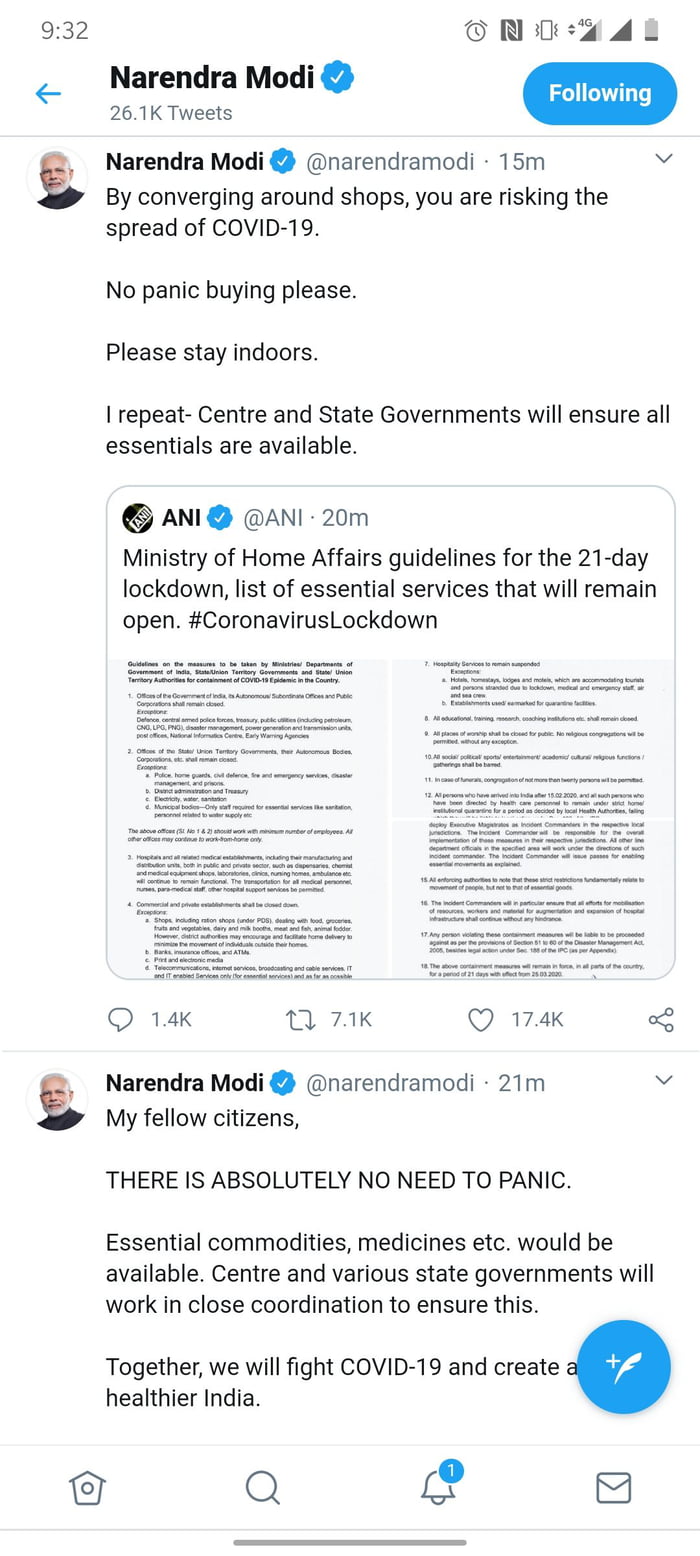 9:32
4G
Narendra Modi
26.1K Tweets
Following
Narendra Modi @narendramodi · 15m
By converging around shops, you are risking the
spread of COVID-19.
No panic buying please.
Please stay indoors.
I repeat- Centre and State Governments will ensure all
essentials are available.
ANI @ANI · 20m
Ministry of Home Affairs guidelines for the 21-day
lockdown, list of essential services that will remain
open. #CoronavirusLockdown
Guidelines on the measures to be taken by Ministries/ Departments of
Government of India, State/Union Territory Governments and State/ Union
Territory Authorities for containment of COVID-19 Epidemic in the Country.
1. Offices of the Government of India, its Autonomous/ Subordinate Offices and Public
Corporations shall remain closed.
Exceptions:
Defence, central armed police forces, treasury, public utilities (including petroleum,
CNG, LPG, PNG), disaster management, power generation and transmission units,
post offices, National Informatics Centre, Early Warning Agencies
2. Offices of the State/ Union Territory Governments, their Autonomous Bodies,
Corporations, etc. shall remain closed.
Exceptions:
a. Police, home guards, civil defence, fire and emergency services, disaster
management, and prisons.
b. District administration and Treasury
c. Electricity, water, sanitation
d. Municipal bodies—Only staff required for essential services like sanitation,
personnel related to water supply etc
The above offices (Sl. No 1 & 2) should work with minimum number of employees. All
other offices may continue to work-from-home only.
3. Hospitals and all related medical establishments, including their manufacturing and
distribution units, both in public and private sector, such as dispensaries, chemist
and medical equipment shops, laboratories, clinics, nursing homes, ambulance etc.
will continue to remain functional. The transportation for all medical personnel,
nurses, para-medical staff, other hospital support services be permitted.
4. Commercial and private establishments shall be closed down.
Exceptions:
a. Shops, including ration shops (under PDS), dealing with food, groceries,
fruits and vegetables, dairy and milk booths, meat and fish, animal fodder.
However, district authorities may encourage and facilitate home delivery to
minimize the movement of individuals outside their homes.
b. Banks, insurance offices, and ATMs.
c. Print and electronic media
d. Telecommunications, internet services, broadcasting and cable services. IT
and IT enabled Services only (for essential services) and as far as possible
7. Hospitality Services to remain suspended
Exceptions:
a. Hotels, homestays, lodges and motels, which are accommodating tourists
and persons stranded due to lockdown, medical and emergency staff, air
and sea crew.
b. Establishments used/ earmarked for quarantine facilities.
8. All educational, training, research, coaching institutions etc. shall remain closed.
9. All places of worship shall be closed for public. No religious congregations will be
permitted, without any exception.
10. All social/ political/ sports/ entertainment/ academic/ cultural/ religious functions /
gatherings shall be barred.
11. In case of funerals, congregation of not more than twenty persons will be permitted.
12. All persons who have arrived into India after 15.02.2020, and all such persons who
have been directed by health care personnel to remain under strict home/
institutional quarantine for a period as decided by local Health Authorities, failing
deploy Executive Magistrates as Incident Commanders in the respective local
jurisdictions. The Incident Commander will be responsible for the overall
implementation of these measures in their respective jurisdictions. All other line
department officials in the specified area will work under the directions of such
incident commander. The Incident Commander will issue passes for enabling
essential movements as explained.
15. All enforcing authorities to note that these strict restrictions fundamentally relate to
movement of people, but not to that of essential goods.
16. The Incident Commanders will in particular ensure that all efforts for mobilisation
of resources, workers and material for augmentation and expansion of hospital
infrastructure shall continue without any hindrance.
17. Any person violating these containment measures will be liable to be proceeded
against as per the provisions of Section 51 to 60 of the Disaster Management Act,
2005, besides legal action under Sec. 188 of the IPC (as per Appendix).
18. The above containment measures will remain in force, in all parts of the country,
for a period of 21 days with effect from 25.03.2020.
1.4K 7.1K 17.4K
Narendra Modi @narendramodi · 21m
My fellow citizens,
THERE IS ABSOLUTELY NO NEED TO PANIC.
Essential commodities, medicines etc. would be
available. Centre and various state governments will
work in close coordination to ensure this.
Together, we will fight COVID-19 and create a
healthier India.
1